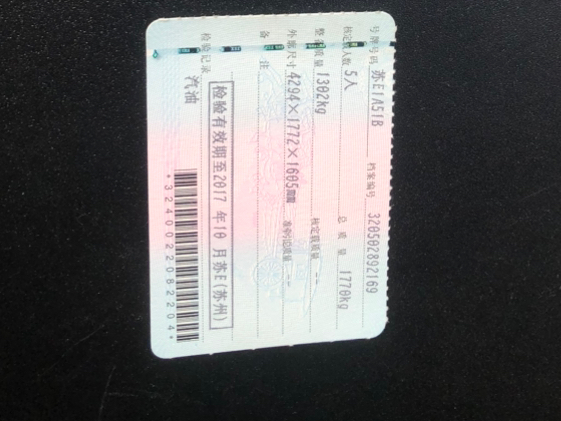 号牌号码 苏E1A51B 档案编号 320502892169
核定载人数 5人 总质量 1770kg
整备质量 1302kg 核定载质量 --
外廓尺寸 4294×1772×1605mm 准牵引总质量 --
备注
检验有效期至2017年10月苏E(苏州)
检验记录
汽油
*3240022082204*